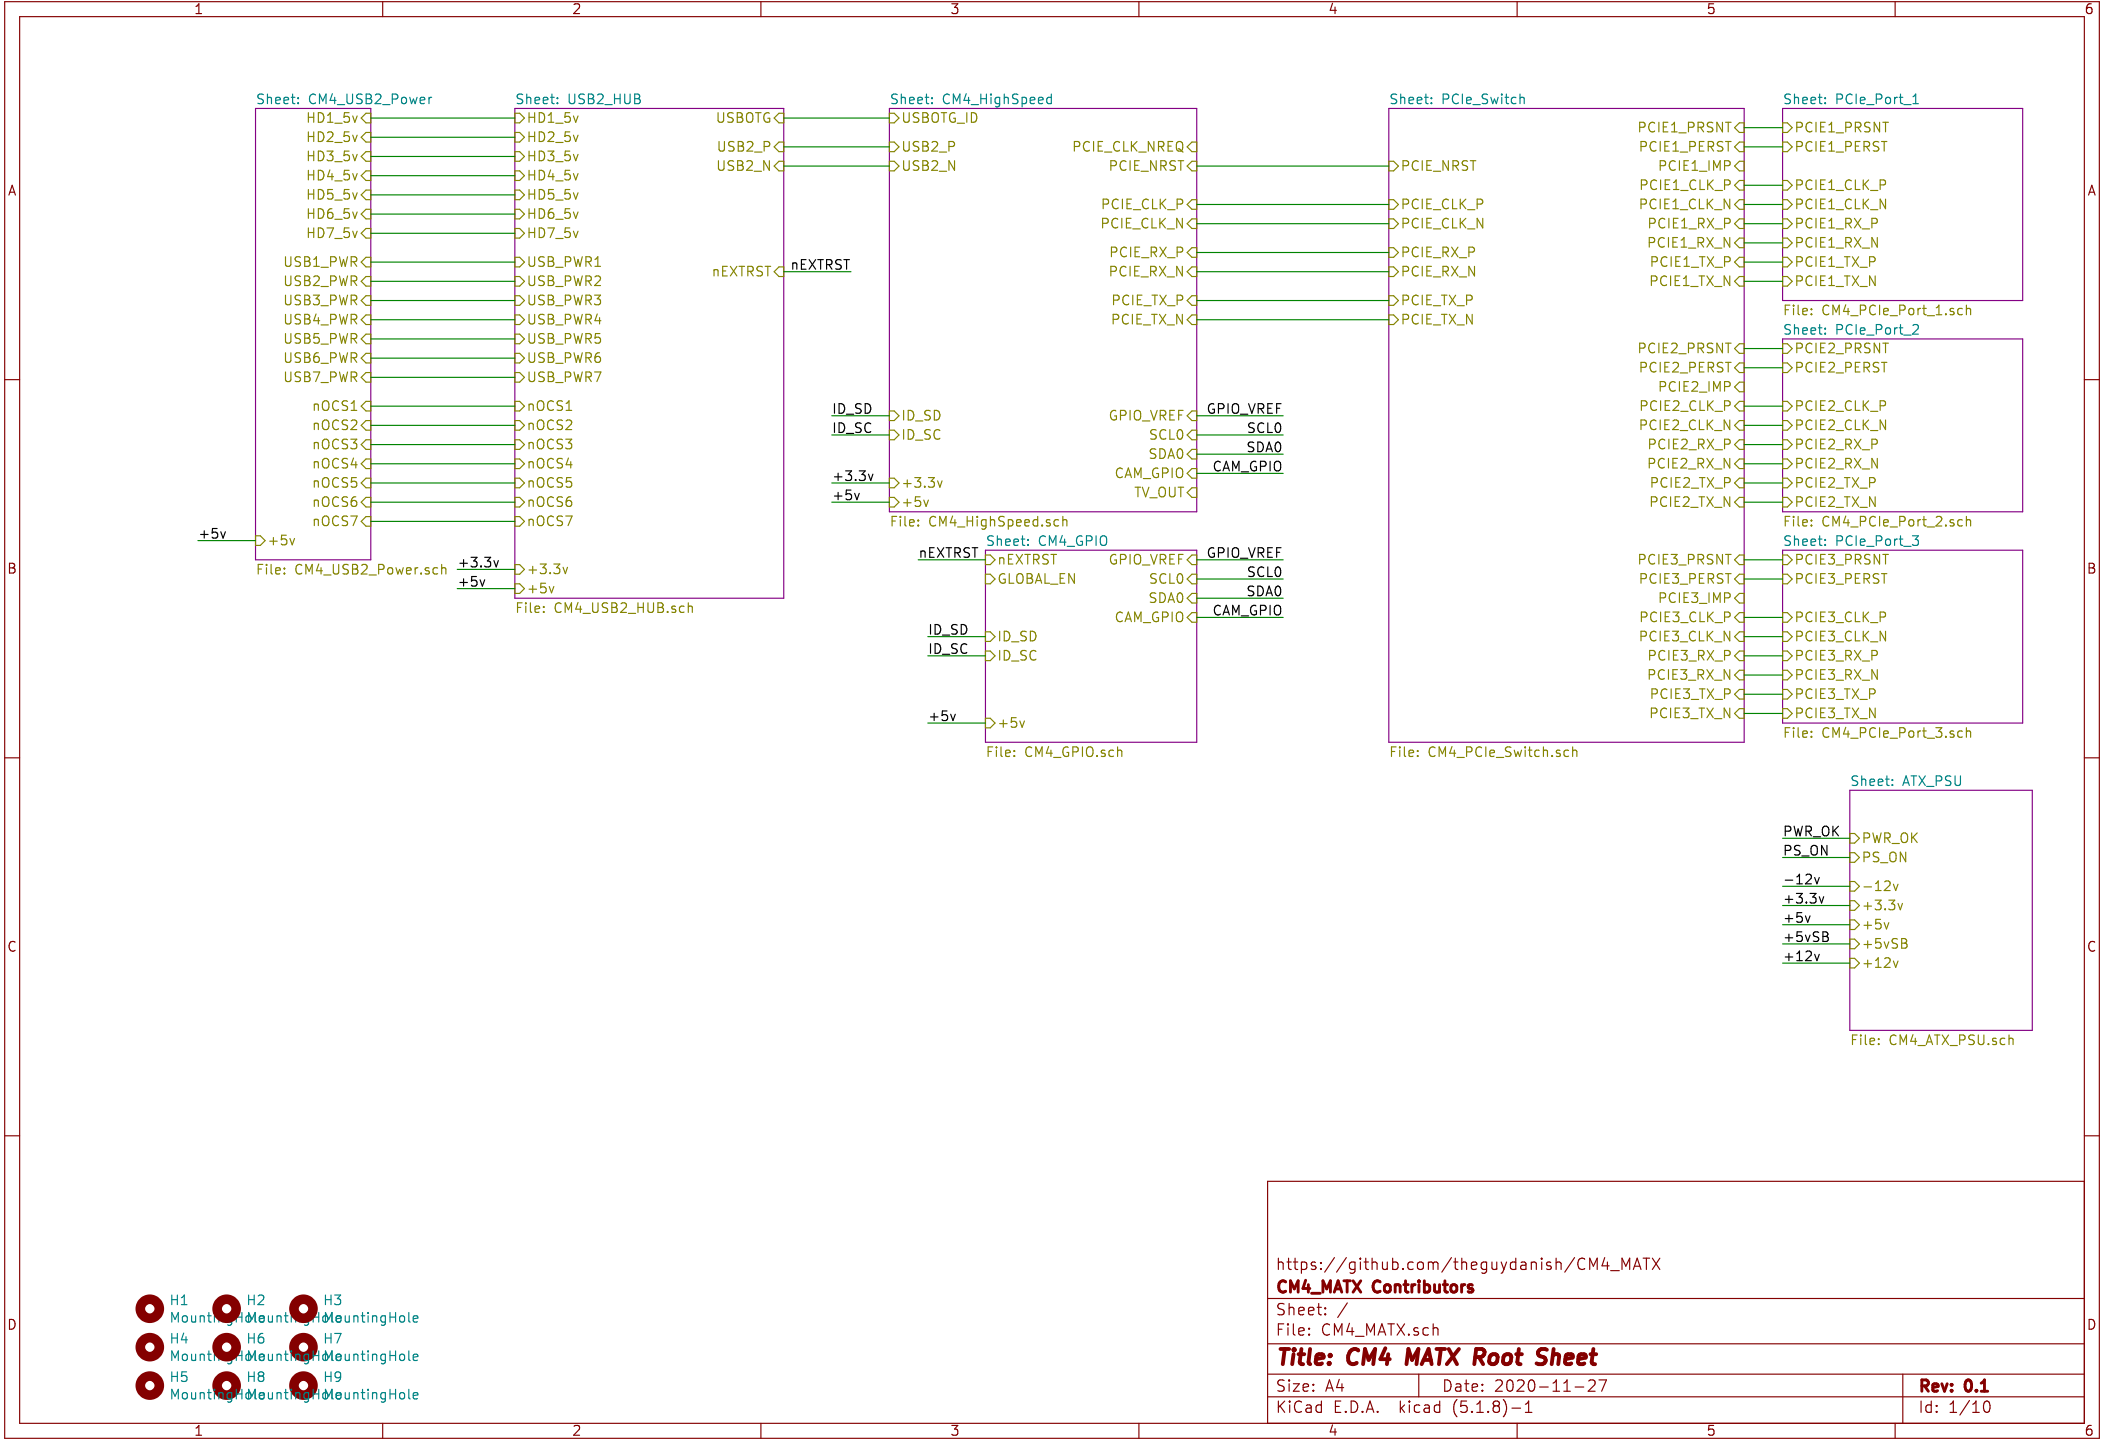 1 2 3 4 5 6
A
B
C
D
Sheet: CM4_USB2_Power
HD1_5v
HD2_5v
HD3_5v
HD4_5v
HD5_5v
HD6_5v
HD7_5v
USB1_PWR
USB2_PWR
USB3_PWR
USB4_PWR
USB5_PWR
USB6_PWR
USB7_PWR
nOCS1
nOCS2
nOCS3
nOCS4
nOCS5
nOCS6
nOCS7
+5v
+5v
File: CM4_USB2_Power.sch
Sheet: USB2_HUB
HD1_5v
HD2_5v
HD3_5v
HD4_5v
HD5_5v
HD6_5v
HD7_5v
USB_PWR1
USB_PWR2
USB_PWR3
USB_PWR4
USB_PWR5
USB_PWR6
USB_PWR7
nOCS1
nOCS2
nOCS3
nOCS4
nOCS5
nOCS6
nOCS7
+3.3v
+3.3v
+5v
+5v
USBOTG
USB2_P
USB2_N
nEXTRST
nEXTRST
File: CM4_USB2_HUB.sch
Sheet: CM4_HighSpeed
USBOTG_ID
USB2_P
USB2_N
ID_SD
ID_SD
ID_SC
ID_SC
+3.3v
+3.3v
+5v
+5v
PCIE_CLK_NREQ
PCIE_NRST
PCIE_CLK_P
PCIE_CLK_N
PCIE_RX_P
PCIE_RX_N
PCIE_TX_P
PCIE_TX_N
GPIO_VREF
GPIO_VREF
SCL0
SCL0
SDA0
SDA0
CAM_GPIO
CAM_GPIO
TV_OUT
File: CM4_HighSpeed.sch
Sheet: CM4_GPIO
nEXTRST
nEXTRST
GLOBAL_EN
ID_SD
ID_SD
ID_SC
ID_SC
+5v
+5v
GPIO_VREF
GPIO_VREF
SCL0
SCL0
SDA0
SDA0
CAM_GPIO
CAM_GPIO
File: CM4_GPIO.sch
Sheet: PCIe_Switch
PCIE_NRST
PCIE_CLK_P
PCIE_CLK_N
PCIE_RX_P
PCIE_RX_N
PCIE_TX_P
PCIE_TX_N
PCIE1_PRSNT
PCIE1_PERST
PCIE1_IMP
PCIE1_CLK_P
PCIE1_CLK_N
PCIE1_RX_P
PCIE1_RX_N
PCIE1_TX_P
PCIE1_TX_N
PCIE2_PRSNT
PCIE2_PERST
PCIE2_IMP
PCIE2_CLK_P
PCIE2_CLK_N
PCIE2_RX_P
PCIE2_RX_N
PCIE2_TX_P
PCIE2_TX_N
PCIE3_PRSNT
PCIE3_PERST
PCIE3_IMP
PCIE3_CLK_P
PCIE3_CLK_N
PCIE3_RX_P
PCIE3_RX_N
PCIE3_TX_P
PCIE3_TX_N
File: CM4_PCIe_Switch.sch
Sheet: PCIe_Port_1
PCIE1_PRSNT
PCIE1_PERST
PCIE1_CLK_P
PCIE1_CLK_N
PCIE1_RX_P
PCIE1_RX_N
PCIE1_TX_P
PCIE1_TX_N
File: CM4_PCIe_Port_1.sch
Sheet: PCIe_Port_2
PCIE2_PRSNT
PCIE2_PERST
PCIE2_CLK_P
PCIE2_CLK_N
PCIE2_RX_P
PCIE2_RX_N
PCIE2_TX_P
PCIE2_TX_N
File: CM4_PCIe_Port_2.sch
Sheet: PCIe_Port_3
PCIE3_PRSNT
PCIE3_PERST
PCIE3_CLK_P
PCIE3_CLK_N
PCIE3_RX_P
PCIE3_RX_N
PCIE3_TX_P
PCIE3_TX_N
File: CM4_PCIe_Port_3.sch
Sheet: ATX_PSU
PWR_OK
PWR_OK
PS_ON
PS_ON
-12v
-12v
+3.3v
+3.3v
+5v
+5v
+5vSB
+5vSB
+12v
+12v
File: CM4_ATX_PSU.sch
H1
MountingHole
H2
MountingHole
H3
MountingHole
H4
MountingHole
H6
MountingHole
H7
MountingHole
H5
MountingHole
H8
MountingHole
H9
MountingHole
https://github.com/theguydanish/CM4_MATX
CM4_MATX Contributors
Sheet: /
File: CM4_MATX.sch
Title: CM4 MATX Root Sheet
Size: A4 Date: 2020-11-27 Rev: 0.1
KiCad E.D.A. kicad (5.1.8)-1 Id: 1/10
A
B
C
D
1 2 3 4 5 6